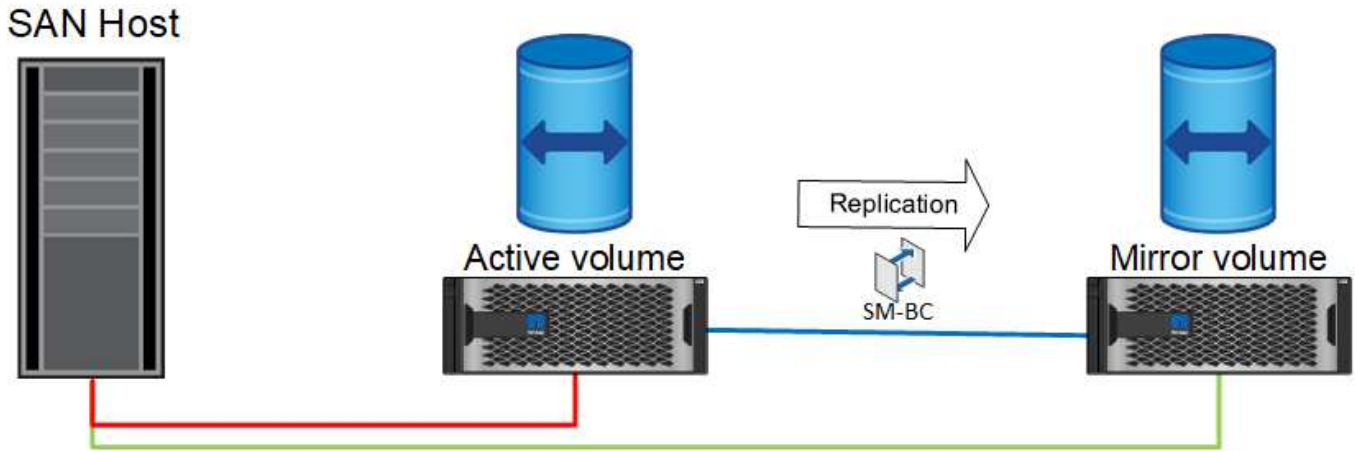 SAN Host
Replication
Active volume
Mirror volume
SM-BC